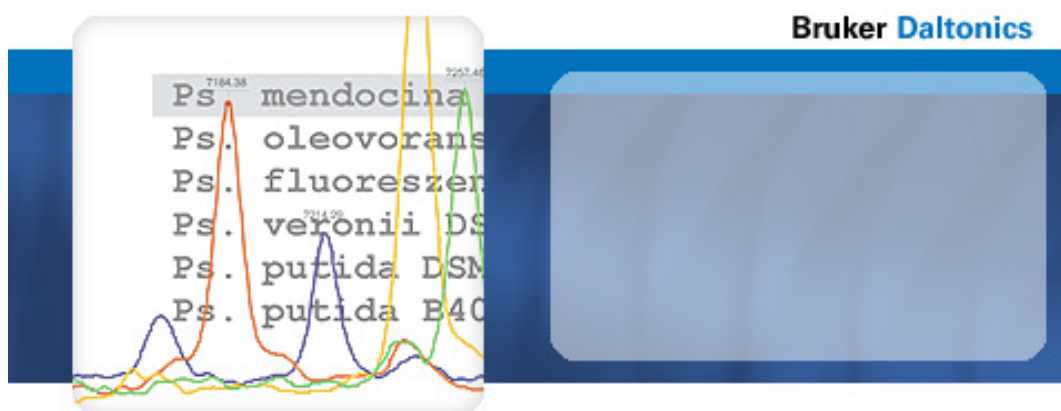 Bruker Daltonics
7257.46
7184.38
Ps. mendocina
Ps. oleovorans
Ps. fluoreszen
7214.29
Ps. veronii DS
Ps. putida DSM
Ps. putida B40